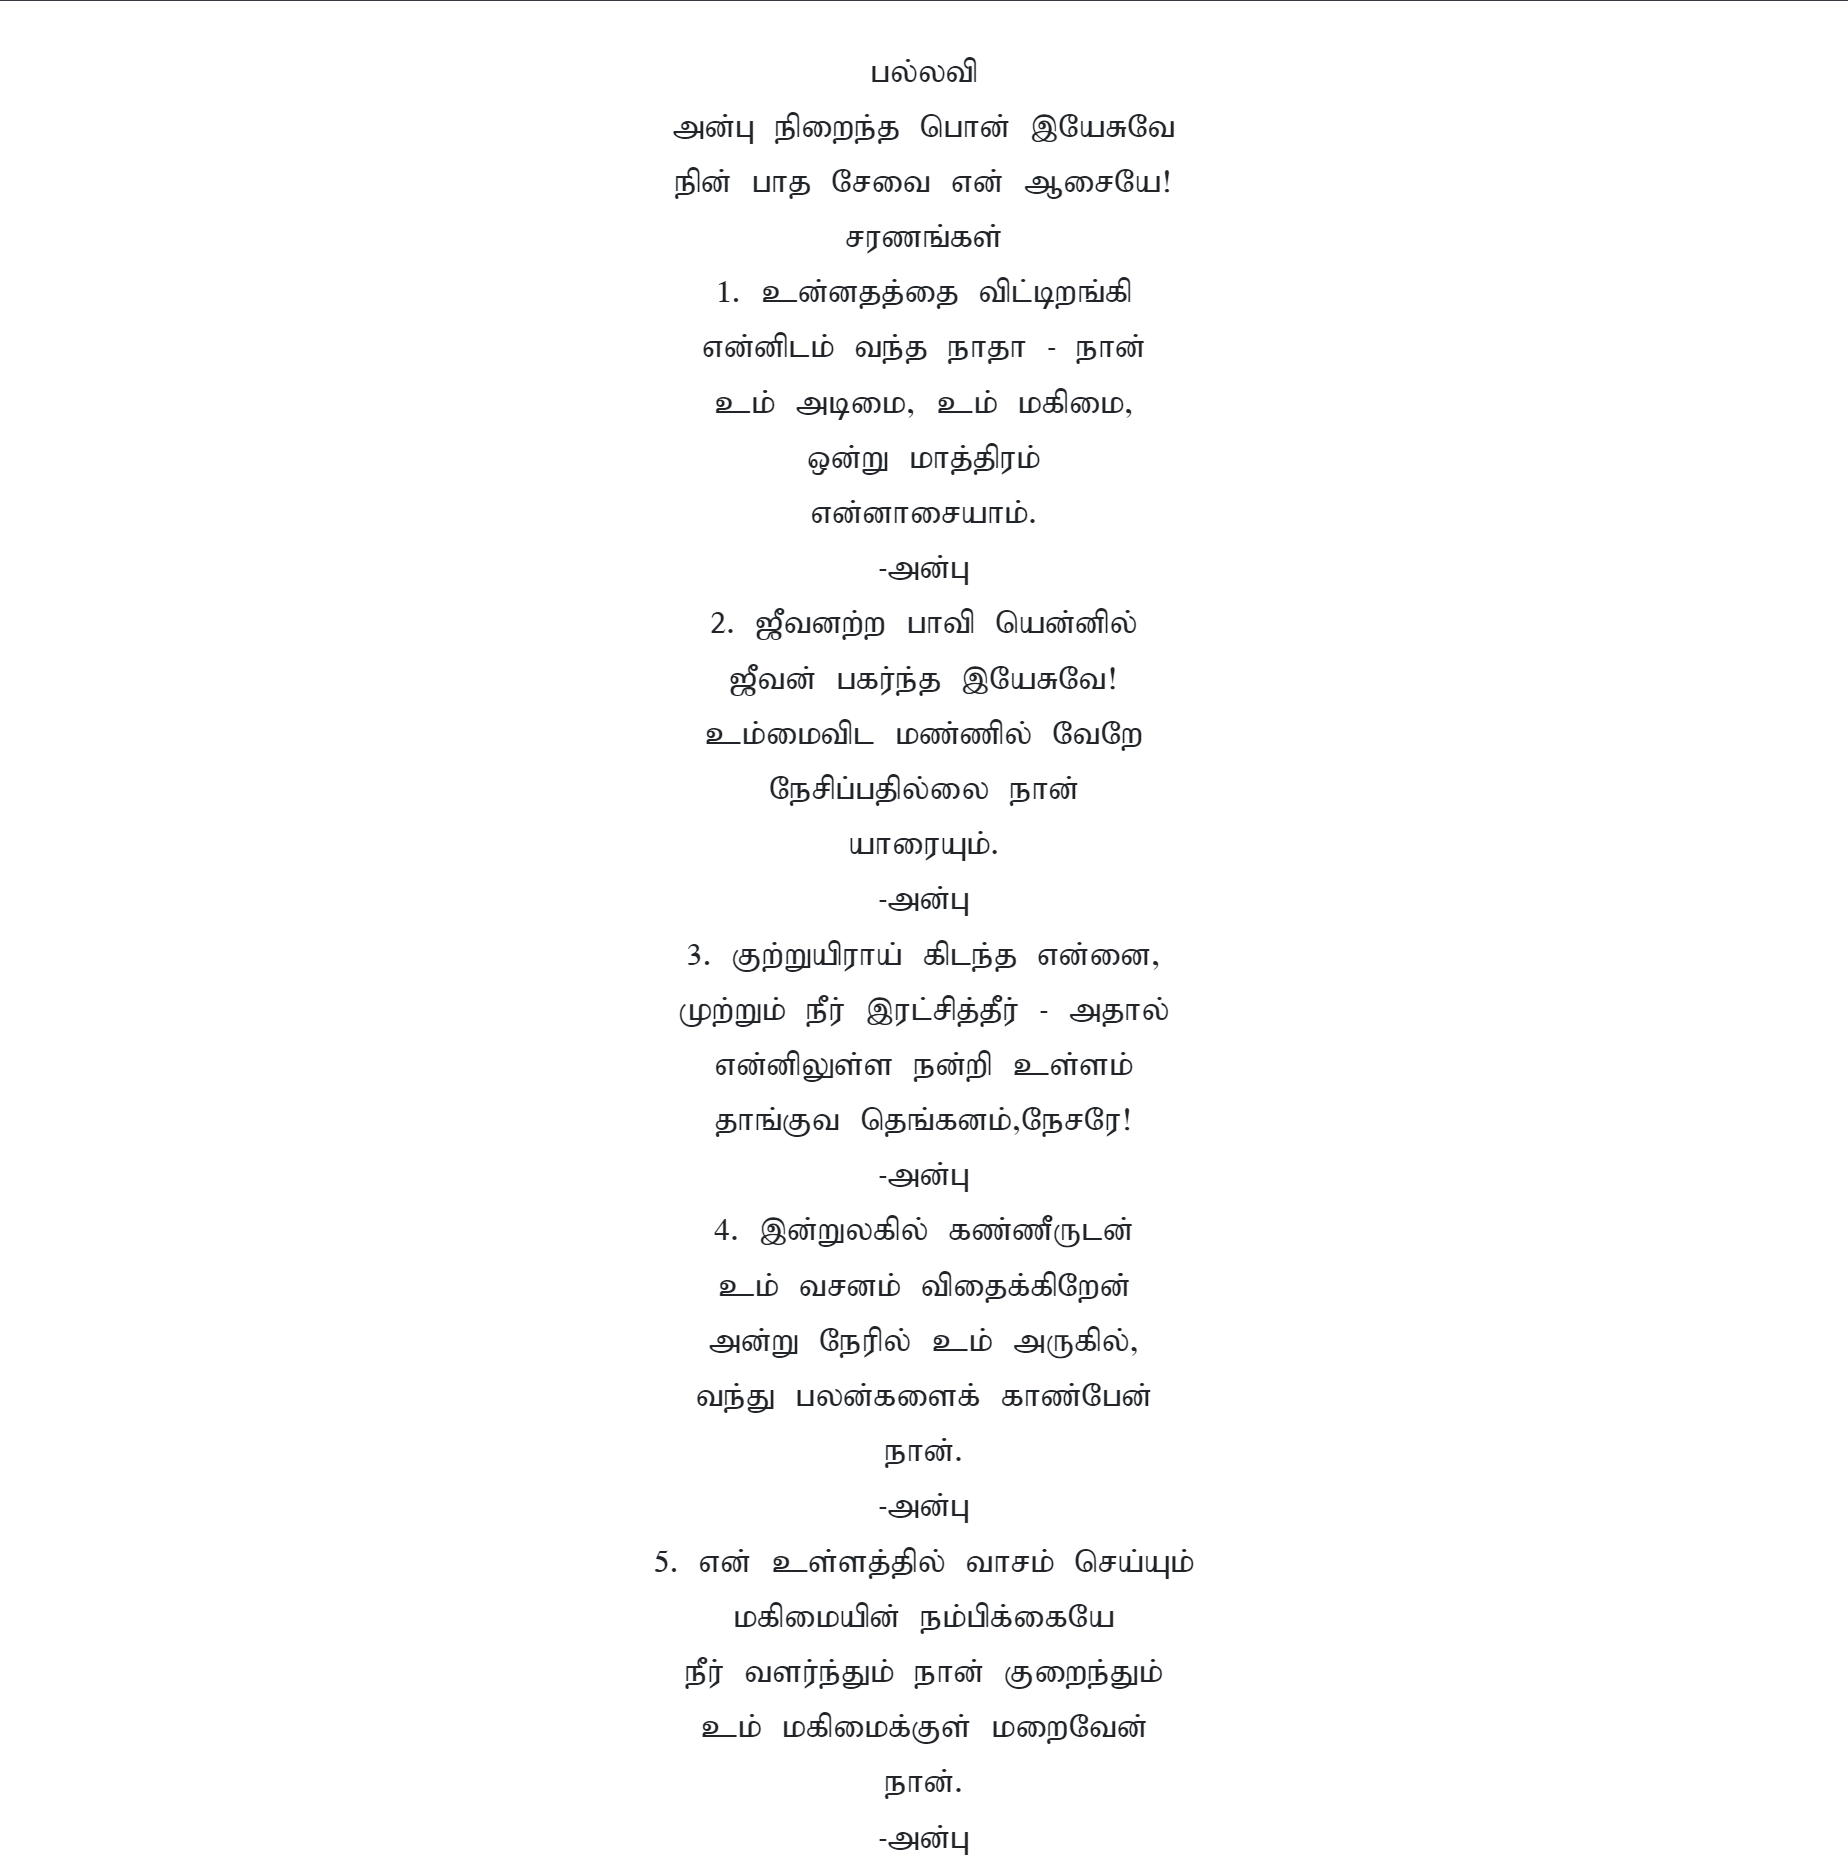 பல்லவி
அன்பு நிறைந்த பொன் இயேசுவே
நின் பாத சேவை என் ஆசையே!
சரணங்கள்
1. உன்னதத்தை விட்டிறங்கி
என்னிடம் வந்த நாதா - நான்
உம் அடிமை, உம் மகிமை,
ஒன்று மாத்திரம்
என்னாசையாம்.
-அன்பு
2. ஜீவனற்ற பாவி யென்னில்
ஜீவன் பகர்ந்த இயேசுவே!
உம்மைவிட மண்ணில் வேறே
நேசிப்பதில்லை நான்
யாரையும்.
-அன்பு
3. குற்றுயிராய் கிடந்த என்னை,
முற்றும் நீர் இரட்சித்தீர் - அதால்
என்னிலுள்ள நன்றி உள்ளம்
தாங்குவ தெங்கனம்,நேசரே!
-அன்பு
4. இன்றுலகில் கண்ணீருடன்
உம் வசனம் விதைக்கிறேன்
அன்று நேரில் உம் அருகில்,
வந்து பலன்களைக் காண்பேன்
நான்.
-அன்பு
5. என் உள்ளத்தில் வாசம் செய்யும்
மகிமையின் நம்பிக்கையே
நீர் வளர்ந்தும் நான் குறைந்தும்
உம் மகிமைக்குள் மறைவேன்
நான்.
-அன்பு